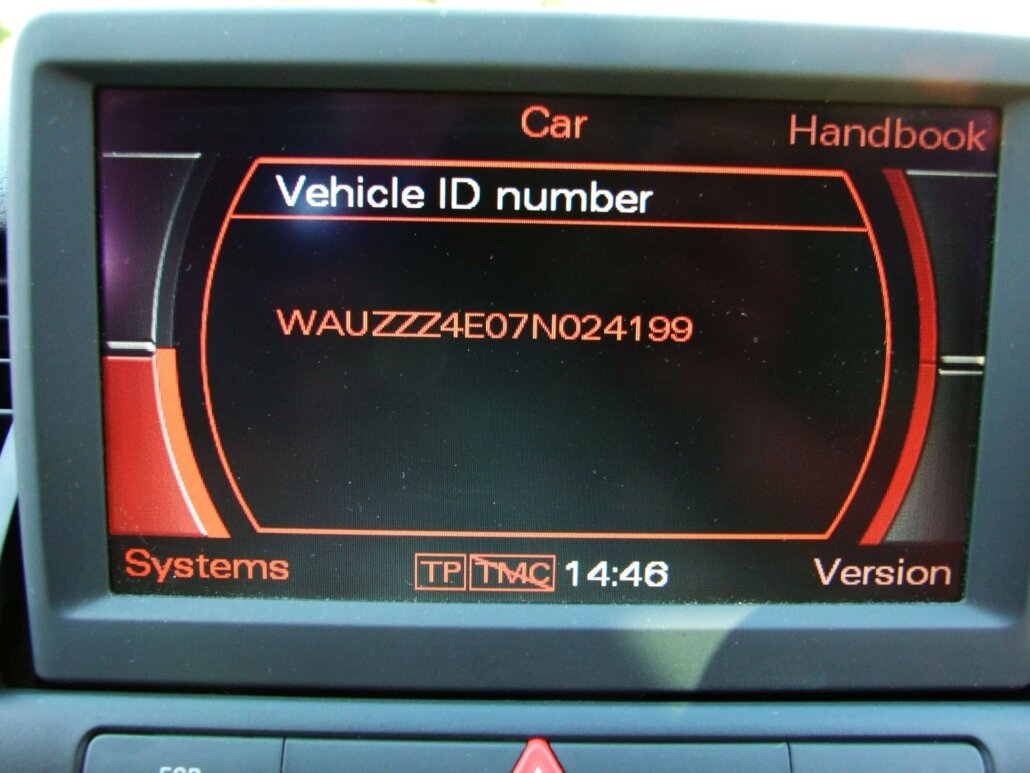 Car
Handbook
Vehicle ID number
WAUZZZ4E07N024199
Systems
TP TMC 14:46
Version